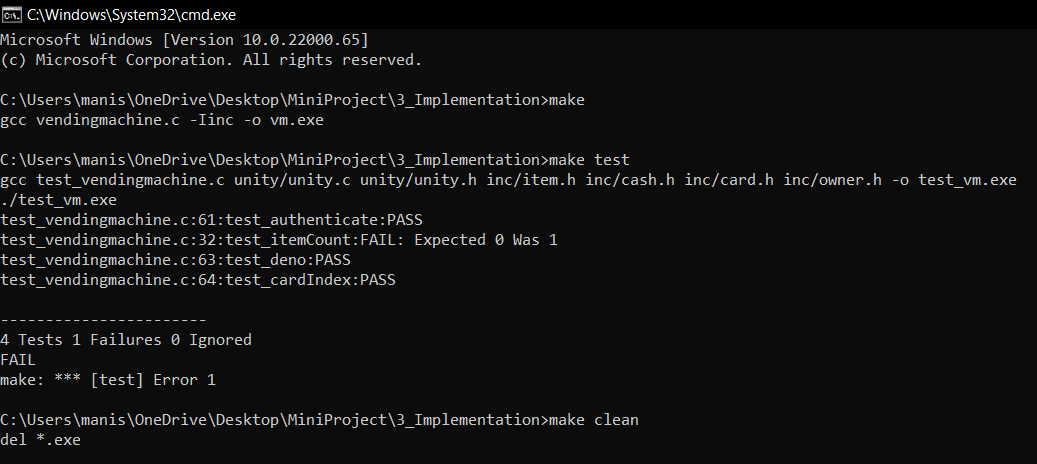 C:\Windows\System32\cmd.exe
Microsoft Windows [Version 10.0.22000.65]
(c) Microsoft Corporation. All rights reserved.
C:\Users\manis\OneDrive\Desktop\MiniProject\3_Implementation>make
gcc vendingmachine.c -Iinc -o vm.exe
C:\Users\manis\OneDrive\Desktop\MiniProject\3_Implementation>make test
gcc test_vendingmachine.c unity/unity.c unity/unity.h inc/item.h inc/cash.h inc/card.h inc/owner.h -o test_vm.exe
./test_vm.exe
test_vendingmachine.c:61:test_authenticate:PASS
test_vendingmachine.c:32:test_itemCount:FAIL: Expected 0 Was 1
test_vendingmachine.c:63:test_deno:PASS
test_vendingmachine.c:64:test_cardIndex:PASS
-----------------------
4 Tests 1 Failures 0 Ignored
FAIL
make: *** [test] Error 1
C:\Users\manis\OneDrive\Desktop\MiniProject\3_Implementation>make clean
del *.exe